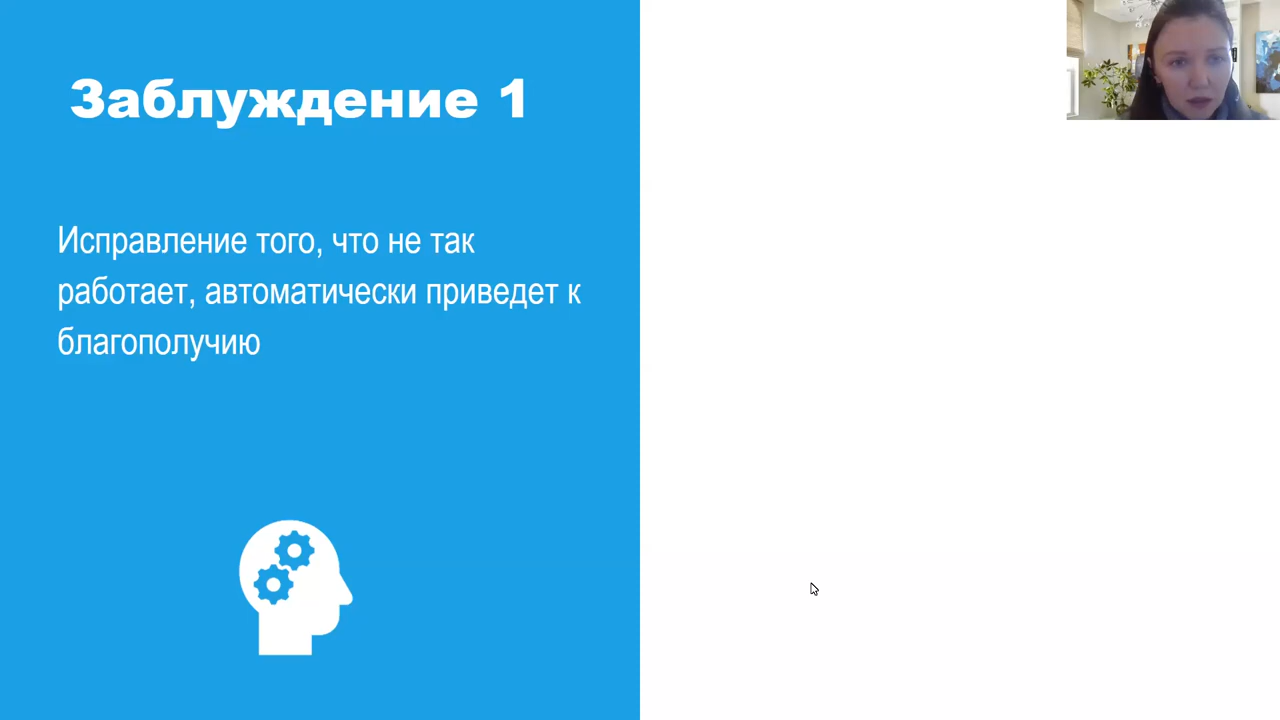 Заблуждение 1
Исправление того, что не так
работает, автоматически приведет к
благополучию